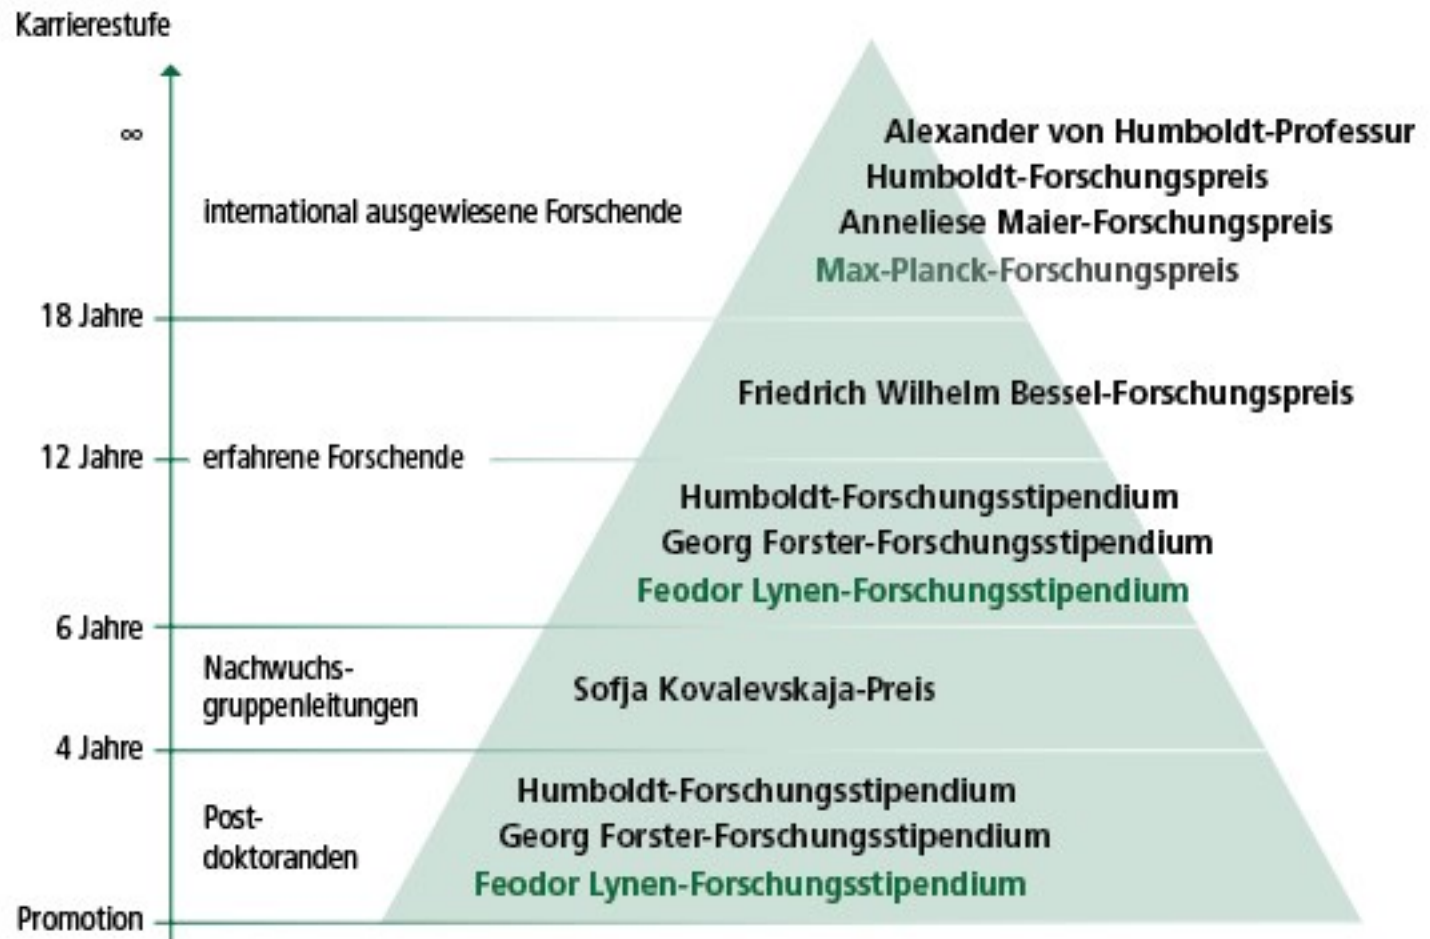 Karrierestufe
∞
Alexander von Humboldt-Professur
Humboldt-Forschungspreis
international ausgewiesene Forschende
Anneliese Maier-Forschungspreis
Max-Planck-Forschungspreis
18 Jahre
Friedrich Wilhelm Bessel-Forschungspreis
12 Jahre
erfahrene Forschende
Humboldt-Forschungsstipendium
Georg Forster-Forschungsstipendium
Feodor Lynen-Forschungsstipendium
6 Jahre
Nachwuchs-
gruppenleitungen
Sofja Kovalevskaja-Preis
4 Jahre
Humboldt-Forschungsstipendium
Post-
doktoranden
Georg Forster-Forschungsstipendium
Feodor Lynen-Forschungsstipendium
Promotion